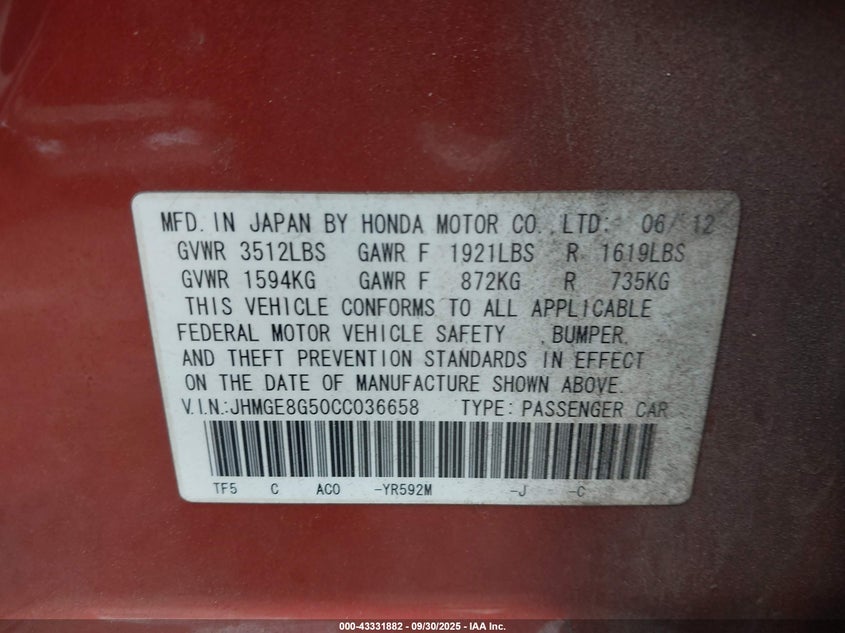 MFD. IN JAPAN BY HONDA MOTOR CO., LTD: 06/12
GVWR 3512LBS GAWR F 1921LBS R 1619LBS
GVWR 1594KG GAWR F 872KG R 735KG
THIS VEHICLE CONFORMS TO ALL APPLICABLE
FEDERAL MOTOR VEHICLE SAFETY , BUMPER,
AND THEFT PREVENTION STANDARDS IN EFFECT
ON THE DATE OF MANUFACTURE SHOWN ABOVE.
V.I.N.:JHMGE8G50CC036658 TYPE:PASSENGER CAR
TF5 C AC0 -YR592M -J -C
000-43331882 - 09/30/2025 - IAA Inc.